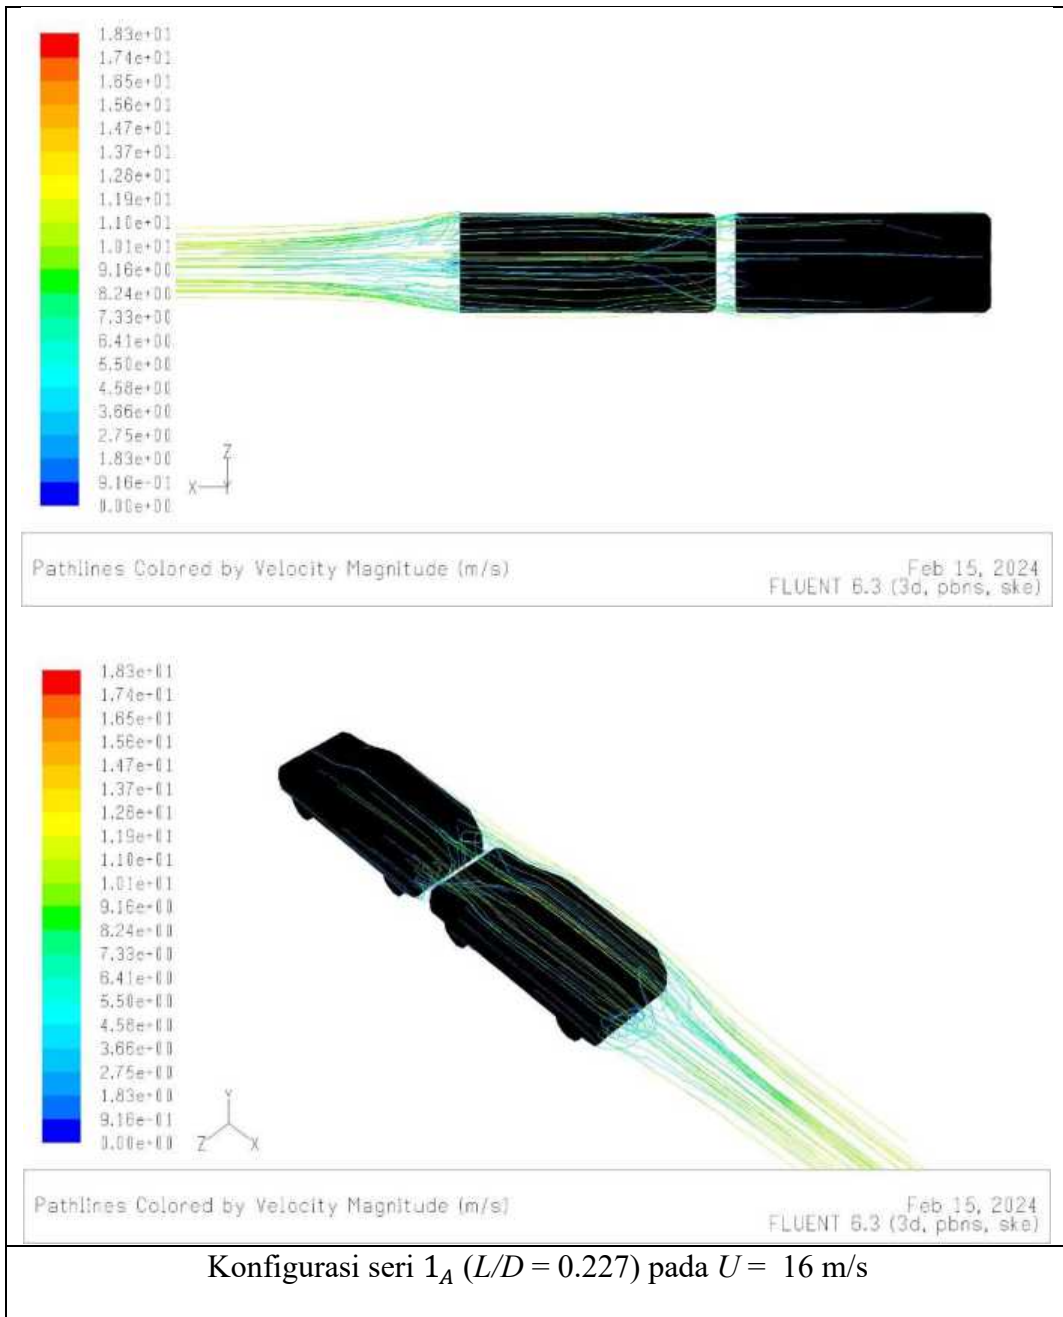 1.83e+01
1.74e+01
1.65e+01
1.56e+01
1.47e+01
1.37e+01
1.28e+01
1.19e+01
1.10e+01
1.01e+01
9.16e+00
8.24e+00
7.33e+00
6.41e+00
5.50e+00
4.58e+00
3.66e+00
2.75e+00
1.83e+00
9.16e-01
0.00e+00
Z
X
Y
Pathlines Colored by Velocity Magnitude (m/s)
Feb 15, 2024
FLUENT 6.3 (3d, pbns, ske)
1.83e+01
1.74e+01
1.65e+01
1.56e+01
1.47e+01
1.37e+01
1.28e+01
1.19e+01
1.10e+01
1.01e+01
9.16e+00
8.24e+00
7.33e+00
6.41e+00
5.50e+00
4.58e+00
3.66e+00
2.75e+00
1.83e+00
9.16e-01
0.00e+00
Y
Z X
Pathlines Colored by Velocity Magnitude (m/s)
Feb 15, 2024
FLUENT 6.3 (3d, pbns, ske)
Konfigurasi seri 1_A (L/D = 0.227) pada U = 16 m/s